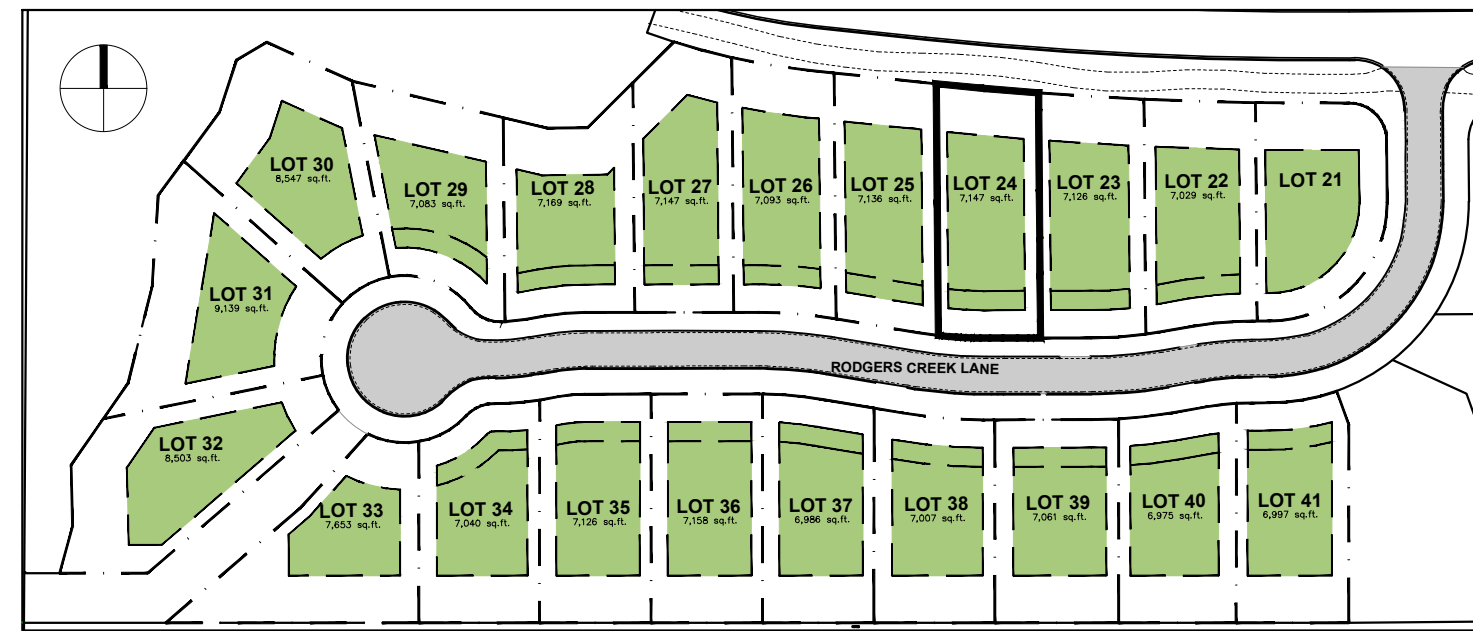 LOT 30
8,547 sq.ft.
LOT 29
7,083 sq.ft.
LOT 28
7,169 sq.ft.
LOT 27
7,147 sq.ft.
LOT 26
7,093 sq.ft.
LOT 25
7,136 sq.ft.
LOT 24
7,147 sq.ft.
LOT 23
7,126 sq.ft.
LOT 22
7,029 sq.ft.
LOT 21
LOT 31
9,139 sq.ft.
RODGERS CREEK LANE
LOT 32
8,503 sq.ft.
LOT 33
7,653 sq.ft.
LOT 34
7,040 sq.ft.
LOT 35
7,126 sq.ft.
LOT 36
7,158 sq.ft.
LOT 37
6,986 sq.ft.
LOT 38
7,007 sq.ft.
LOT 39
7,061 sq.ft.
LOT 40
6,975 sq.ft.
LOT 41
6,997 sq.ft.